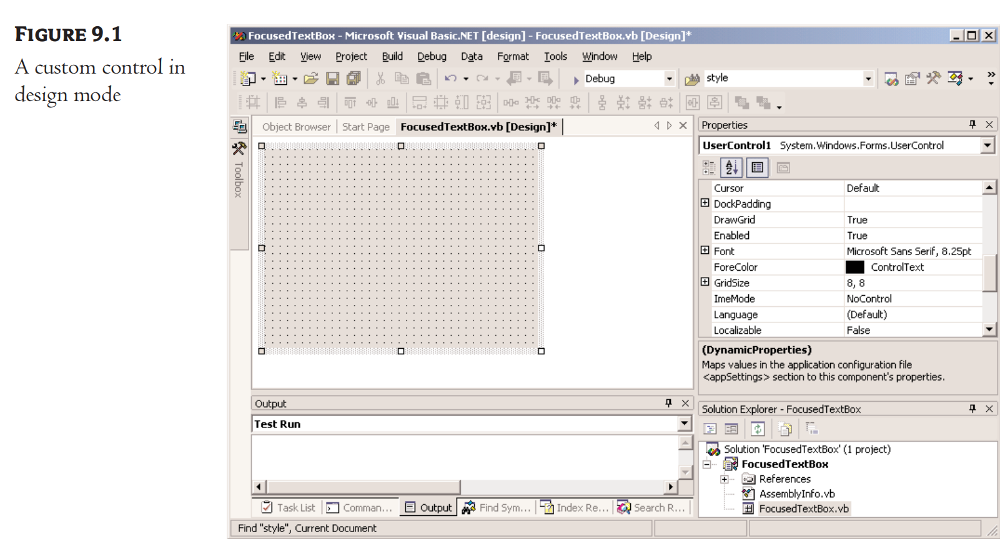 FIGURE 9.1
A custom control in
design mode
FocusedTextBox - Microsoft Visual Basic.NET [design] - FocusedTextBox.vb [Design]*
File Edit View Project Build Debug Data Format Tools Window Help
Debug style
Toolbox
Object Browser Start Page FocusedTextBox.vb [Design]*
Properties
UserControl1 System.Windows.Forms.UserControl
Cursor Default
DockPadding
DrawGrid True
Enabled True
Font Microsoft Sans Serif, 8.25pt
ForeColor ControlText
GridSize 8, 8
ImeMode NoControl
Language (Default)
Localizable False
(DynamicProperties)
Maps values in the application configuration file
<appSettings> section to this component's properties.
Output
Test Run
Task List Comman... Output Find Sym... Index Re... Search R...
Solution Explorer - FocusedTextBox
Solution 'FocusedTextBox' (1 project)
FocusedTextBox
References
AssemblyInfo.vb
FocusedTextBox.vb
Find "style", Current Document